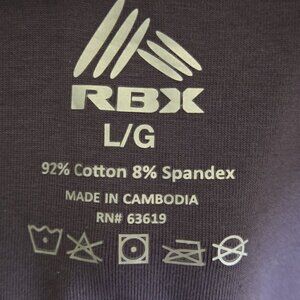 RBX
L/G
92% Cotton 8% Spandex
MADE IN CAMBODIA
RN# 63619